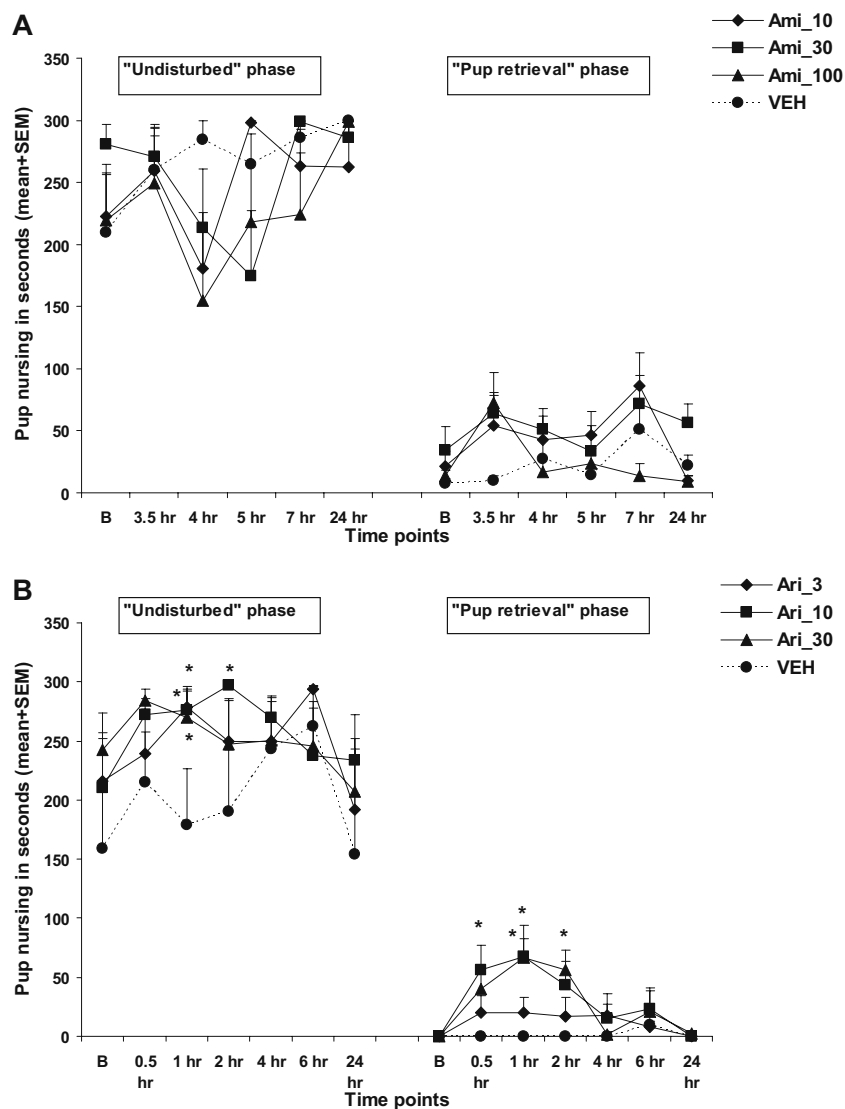 A
Ami_10
Ami_30
Ami_100
VEH
"Undisturbed" phase
"Pup retrieval" phase
Pup nursing in seconds (mean+SEM)
350
300
250
200
150
100
50
0
B 3.5 hr 4 hr 5 hr 7 hr 24 hr B 3.5 hr 4 hr 5 hr 7 hr 24 hr
Time points
B
Ari_3
Ari_10
Ari_30
VEH
"Undisturbed" phase
"Pup retrieval" phase
Pup nursing in seconds (mean+SEM)
350
300
250
200
150
100
50
0
* * * *
* * * *
B 0.5 hr 1 hr 2 hr 4 hr 6 hr 24 hr B 0.5 hr 1 hr 2 hr 4 hr 6 hr 24 hr
Time points